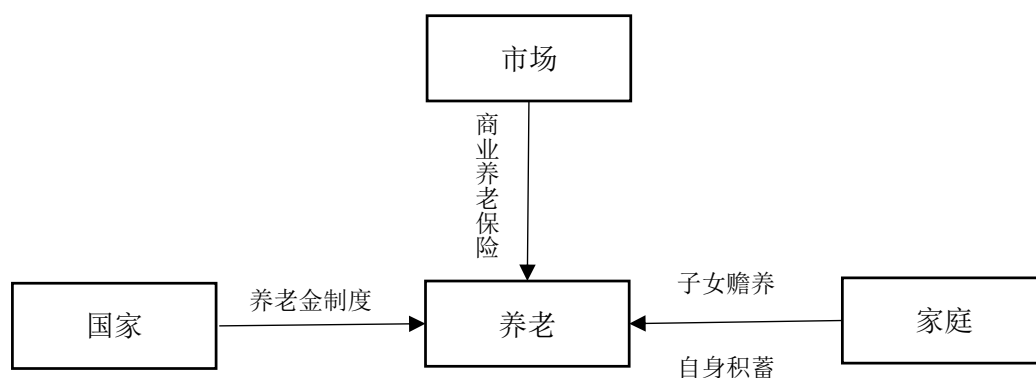 市场
商业养老保险
国家
养老金制度
养老
子女赡养
自身积蓄
家庭